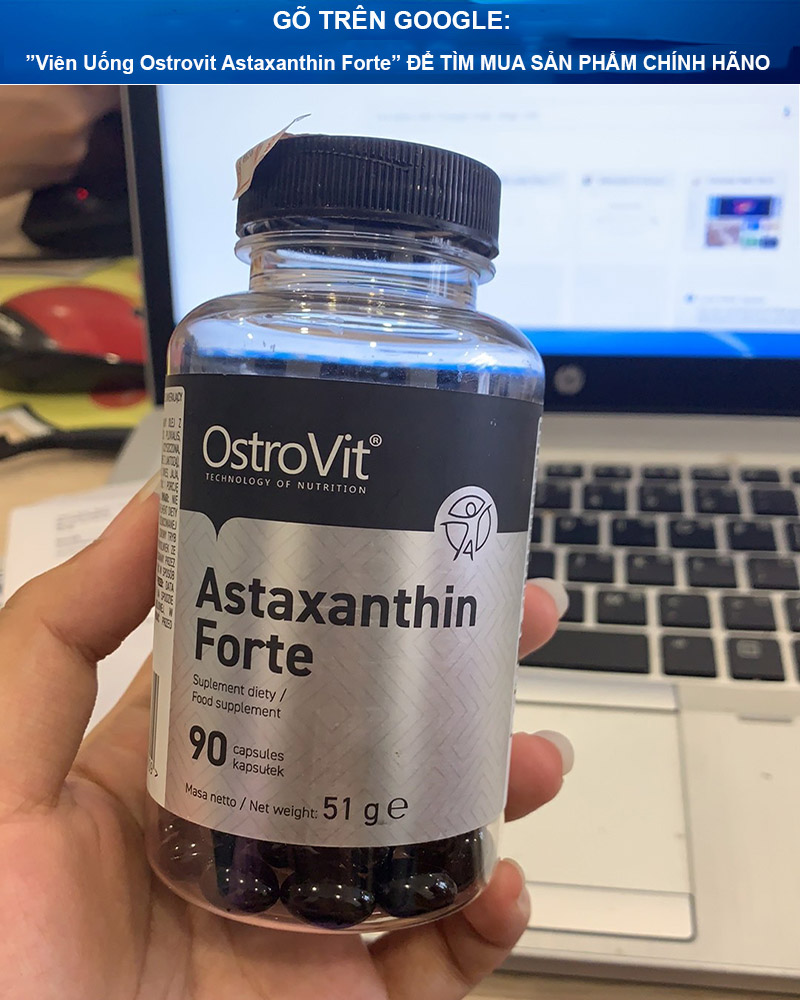 GÕ TRÊN GOOGLE:
”Viên Uống Ostrovit Astaxanthin Forte” ĐỂ TÌM MUA SẢN PHẨM CHÍNH HÃNO
OstroVit®
TECHNOLOGY OF NUTRITION
Astaxanthin
Forte
Suplement diety /
Food supplement
90 capsules
kapsułek
Masa netto / Net weight: 51 g ℮